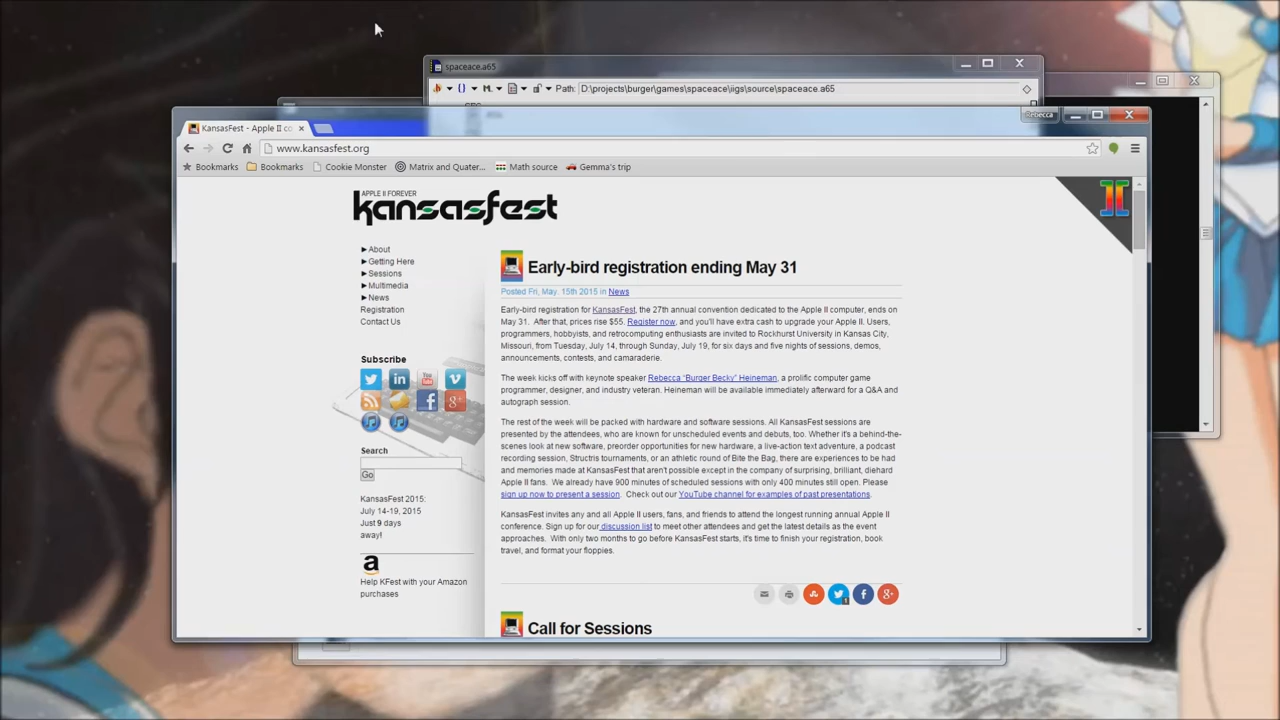 spaceace.a65
Path: D:\projects\burger\games\spaceace\iigs\source\spaceace.a65
Rebecca
KansasFest - Apple II co
www.kansasfest.org
Bookmarks Bookmarks Cookie Monster Matrix and Quater... Math source Gemma's trip
APPLE II FOREVER
kansasfest
II
About
Getting Here
Sessions
Multimedia
News
Registration
Contact Us
Subscribe
Search
Go
KansasFest 2015:
July 14-19, 2015
Just 9 days
away!
Help KFest with your Amazon
purchases
Early-bird registration ending May 31
Posted Fri, May. 15th 2015 in News
Early-bird registration for KansasFest, the 27th annual convention dedicated to the Apple II computer, ends on
May 31. After that, prices rise $55. Register now, and you'll have extra cash to upgrade your Apple II. Users,
programmers, hobbyists, and retrocomputing enthusiasts are invited to Rockhurst University in Kansas City,
Missouri, from Tuesday, July 14, through Sunday, July 19, for six days and five nights of sessions, demos,
announcements, contests, and camaraderie.
The week kicks off with keynote speaker Rebecca "Burger Becky" Heineman, a prolific computer game
programmer, designer, and industry veteran. Heineman will be available immediately afterward for a Q&A and
autograph session.
The rest of the week will be packed with hardware and software sessions. All KansasFest sessions are
presented by the attendees, who are known for unscheduled events and debuts, too. Whether it's a behind-the-
scenes look at new software, preorder opportunities for new hardware, a live-action text adventure, a podcast
recording session, Structris tournaments, or an athletic round of Bite the Bag, there are experiences to be had
and memories made at KansasFest that aren't possible except in the company of surprising, brilliant, diehard
Apple II fans. We already have 900 minutes of scheduled sessions with only 400 minutes still open. Please
sign up now to present a session. Check out our YouTube channel for examples of past presentations.
KansasFest invites any and all Apple II users, fans, and friends to attend the longest running annual Apple II
conference. Sign up for our discussion list to meet other attendees and get the latest details as the event
approaches. With only two months to go before KansasFest starts, it's time to finish your registration, book
travel, and format your floppies.
Call for Sessions